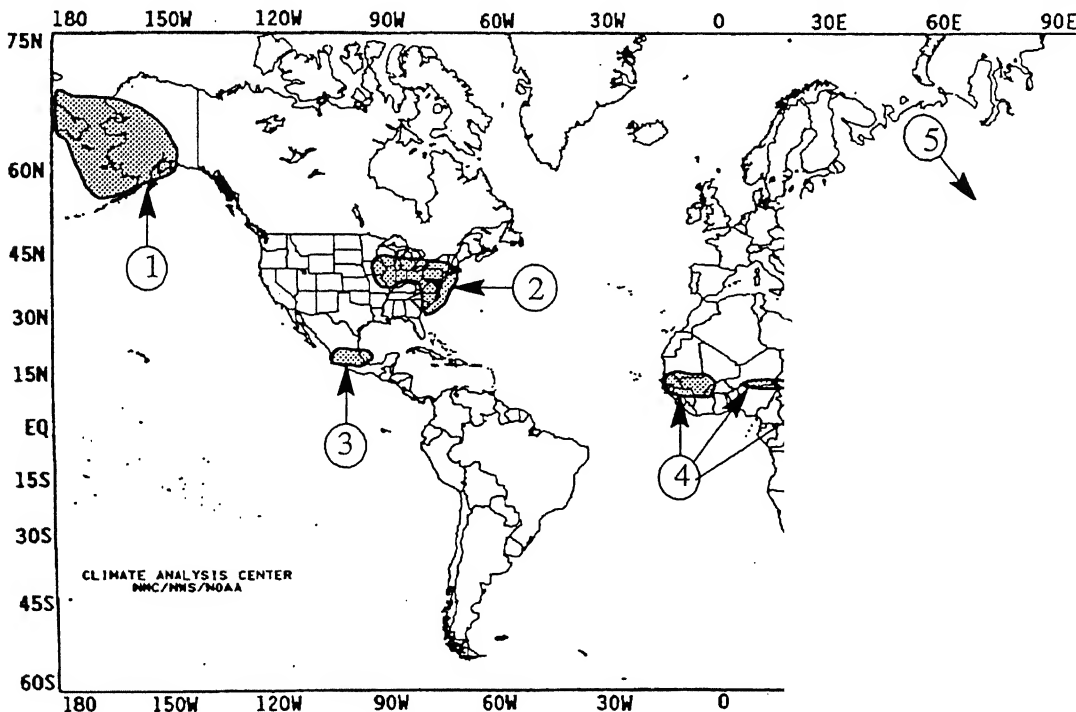 180 150W 120W 90W 60W 30W 0 30E 60E 90E
75N
60N
45N
30N
15N
EQ
15S
30S
45S
60S
1
2
3
4
5
CLIMATE ANALYSIS CENTER
NMC/NWS/NOAA
180 150W 120W 90W 60W 30W 0